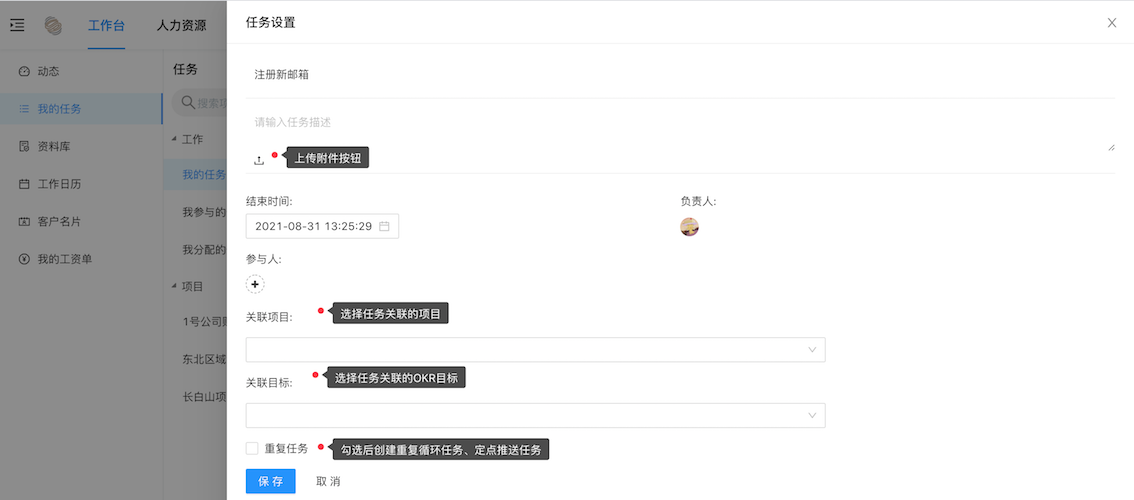 工作台
人力资源
动态
我的任务
资料库
工作日历
客户名片
我的工资单
任务
搜索
工作
我的任务
我参与的
我分配的
项目
1号公司
东北区域
长白山项
任务设置
注册新邮箱
请输入任务描述
上传附件按钮
结束时间:
负责人:
2021-08-31 13:25:29
参与人:
关联项目:
选择任务关联的项目
关联目标:
选择任务关联的OKR目标
重复任务
勾选后创建重复循环任务、定点推送任务
保 存
取 消